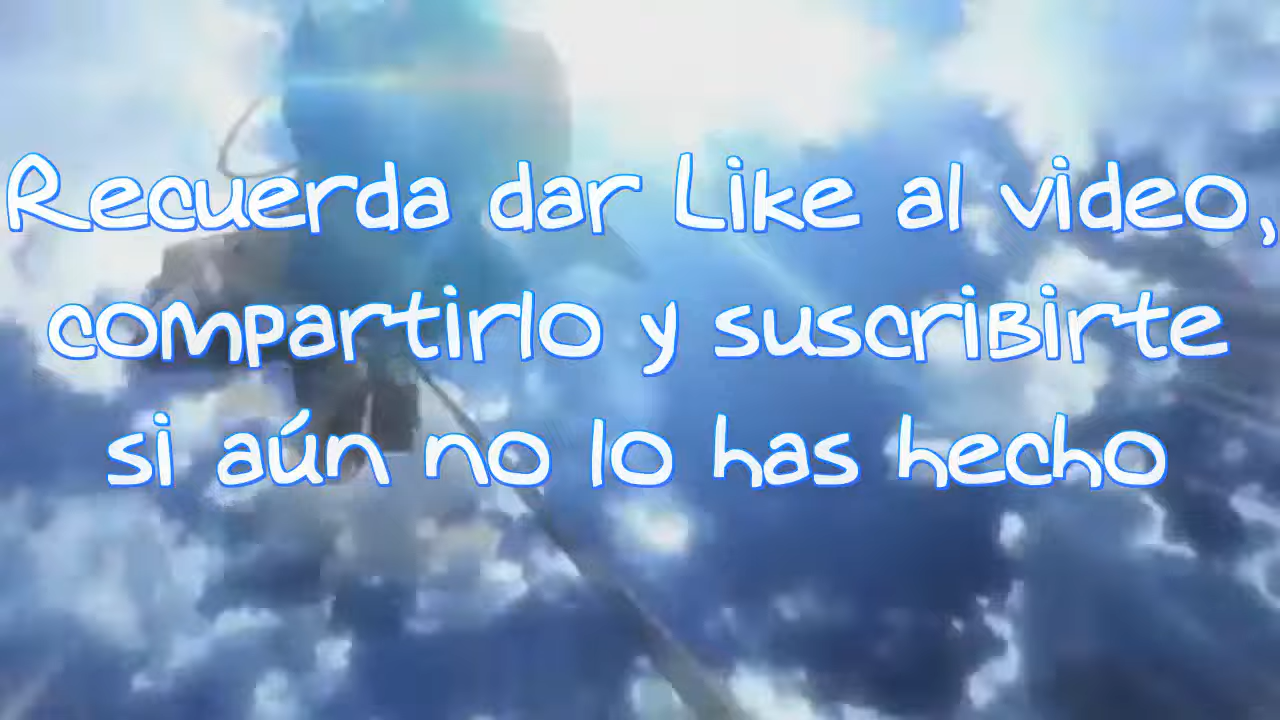 Recuerda dar Like al video,
compartirlo y suscribirte
si aún no lo has hecho